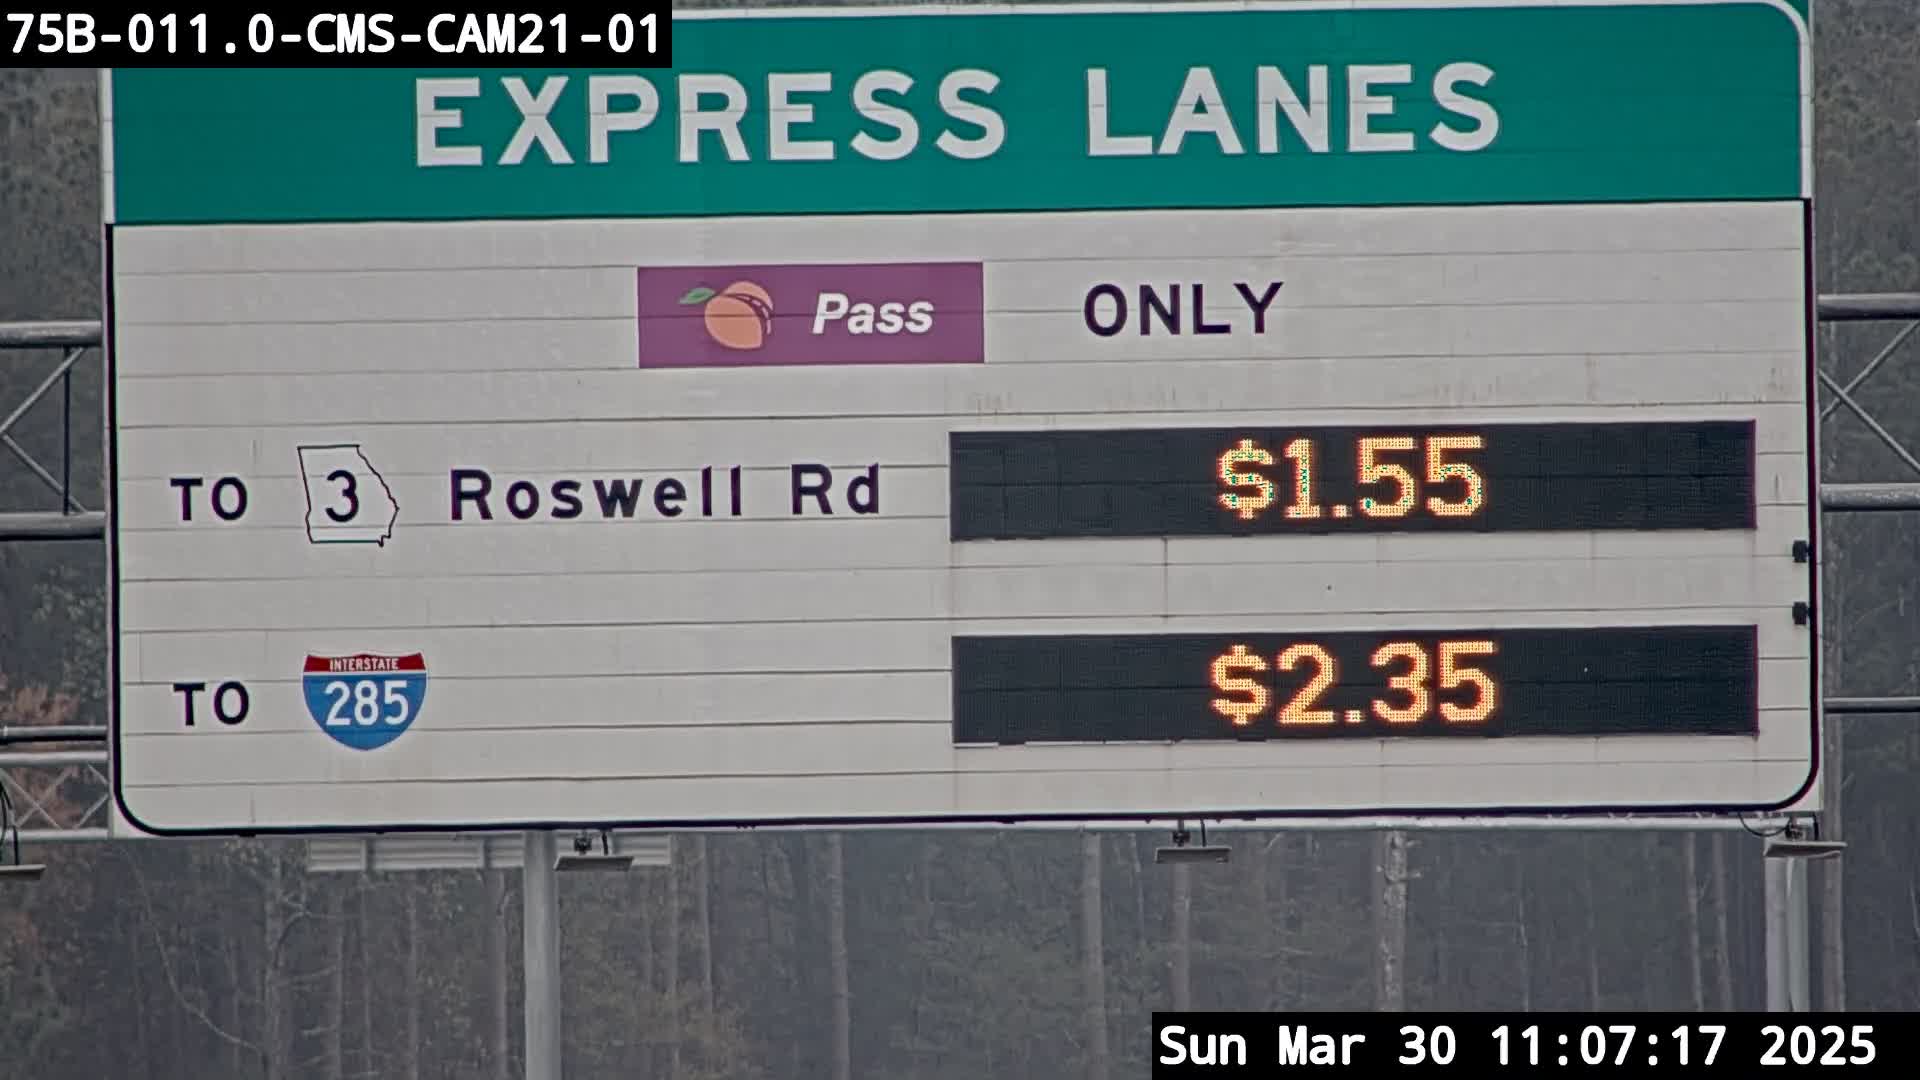 75B-011.0-CMS-CAM21-01
EXPRESS LANES
Pass ONLY
TO 3 Roswell Rd $1.55
TO INTERSTATE 285 $2.35
Sun Mar 30 11:07:17 2025